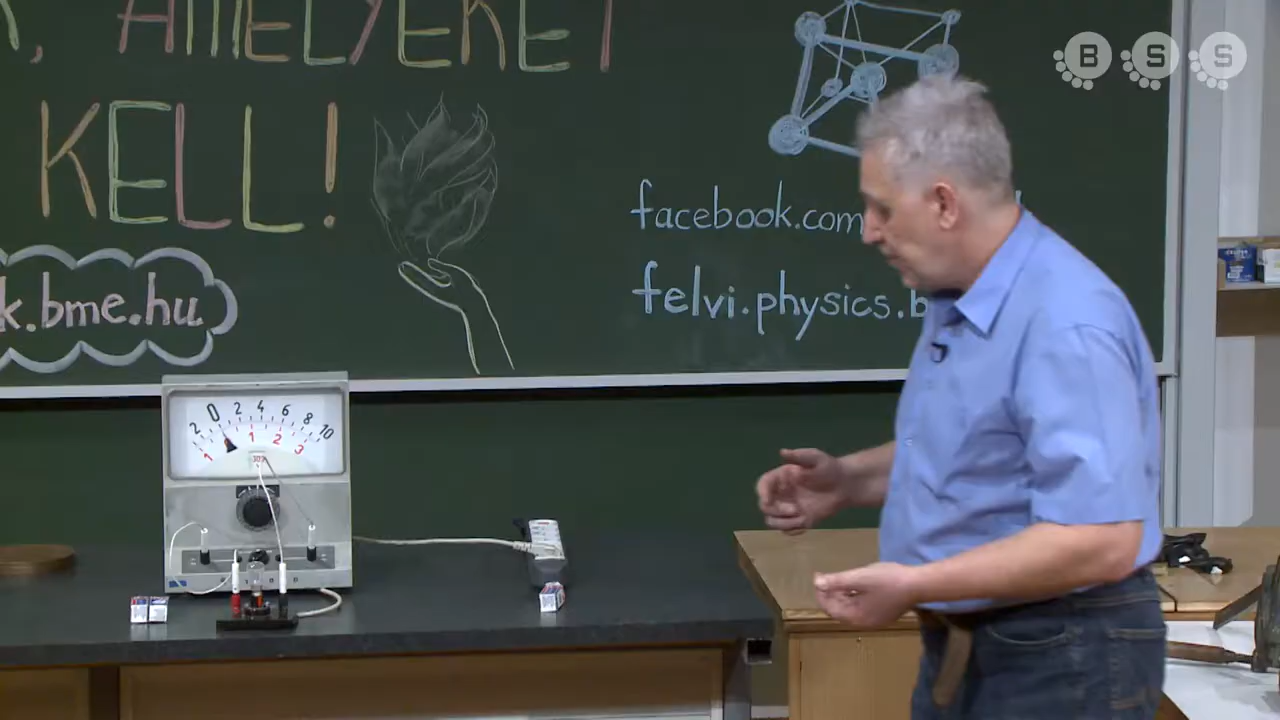 , AMELYEKET
KELL!
k.bme.hu
facebook.com
felvi.physics.b
B S S
2 0 2 4 6 8 10
1 1 2 3